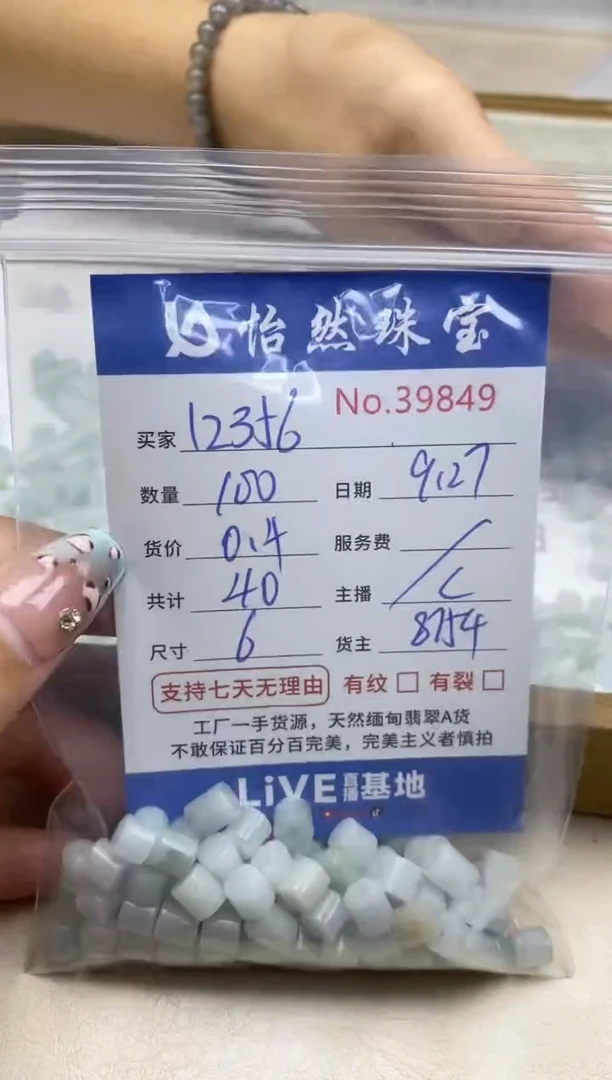 怡然珠宝
No.39849
买家 12356
数量 100 日期 9.27
货价 0.4 服务费 /
共计 40 主播 L
尺寸 6 货主 8754
支持七天无理由 有纹 □ 有裂 □
工厂一手货源，天然缅甸翡翠A货
不敢保证百分百完美，完美主义者慎拍
LiVE直播基地